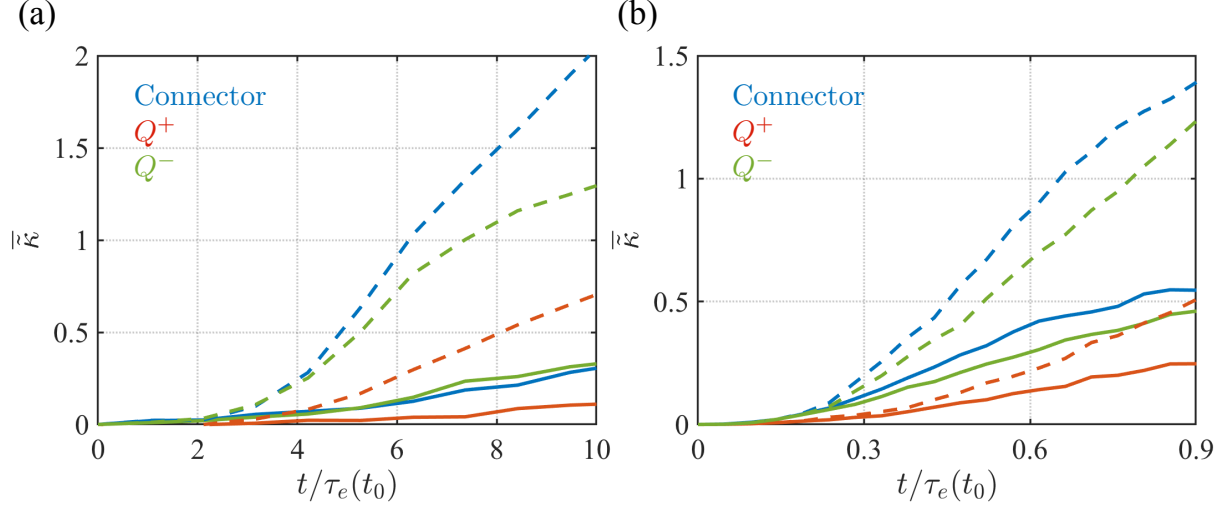 (a)
2
1.5
1
0.5
0
0 2 4 6 8 10
Connector
Q⁺
Q⁻
κ̃̅
t/τₑ(t₀)
(b)
1.5
1
0.5
0
0 0.3 0.6 0.9
Connector
Q⁺
Q⁻
κ̃̅
t/τₑ(t₀)